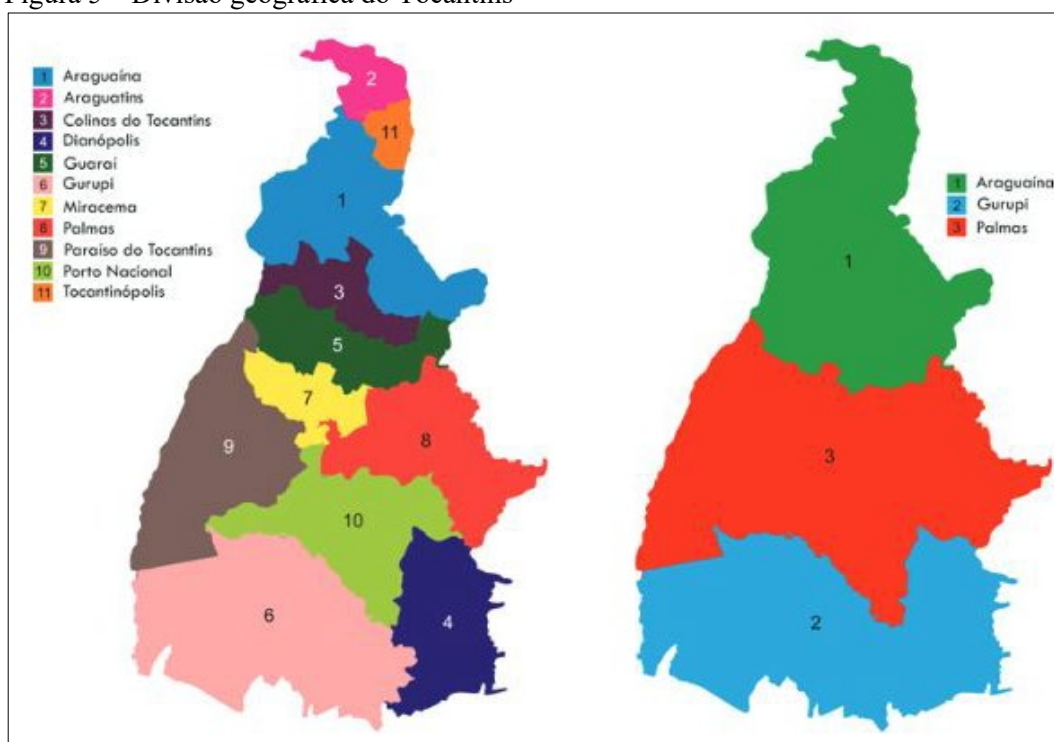 Figura 5 – Divisão geográfica do Tocantins
1 Araguaína
2 Araguatins
3 Colinas do Tocantins
4 Dianópolis
5 Guaraí
6 Gurupi
7 Miracema
8 Palmas
9 Paraíso do Tocantins
10 Porto Nacional
11 Tocantinópolis
2
11
1
3
5
7
9
8
10
6
4
1 Araguaína
2 Gurupi
3 Palmas
1
3
2